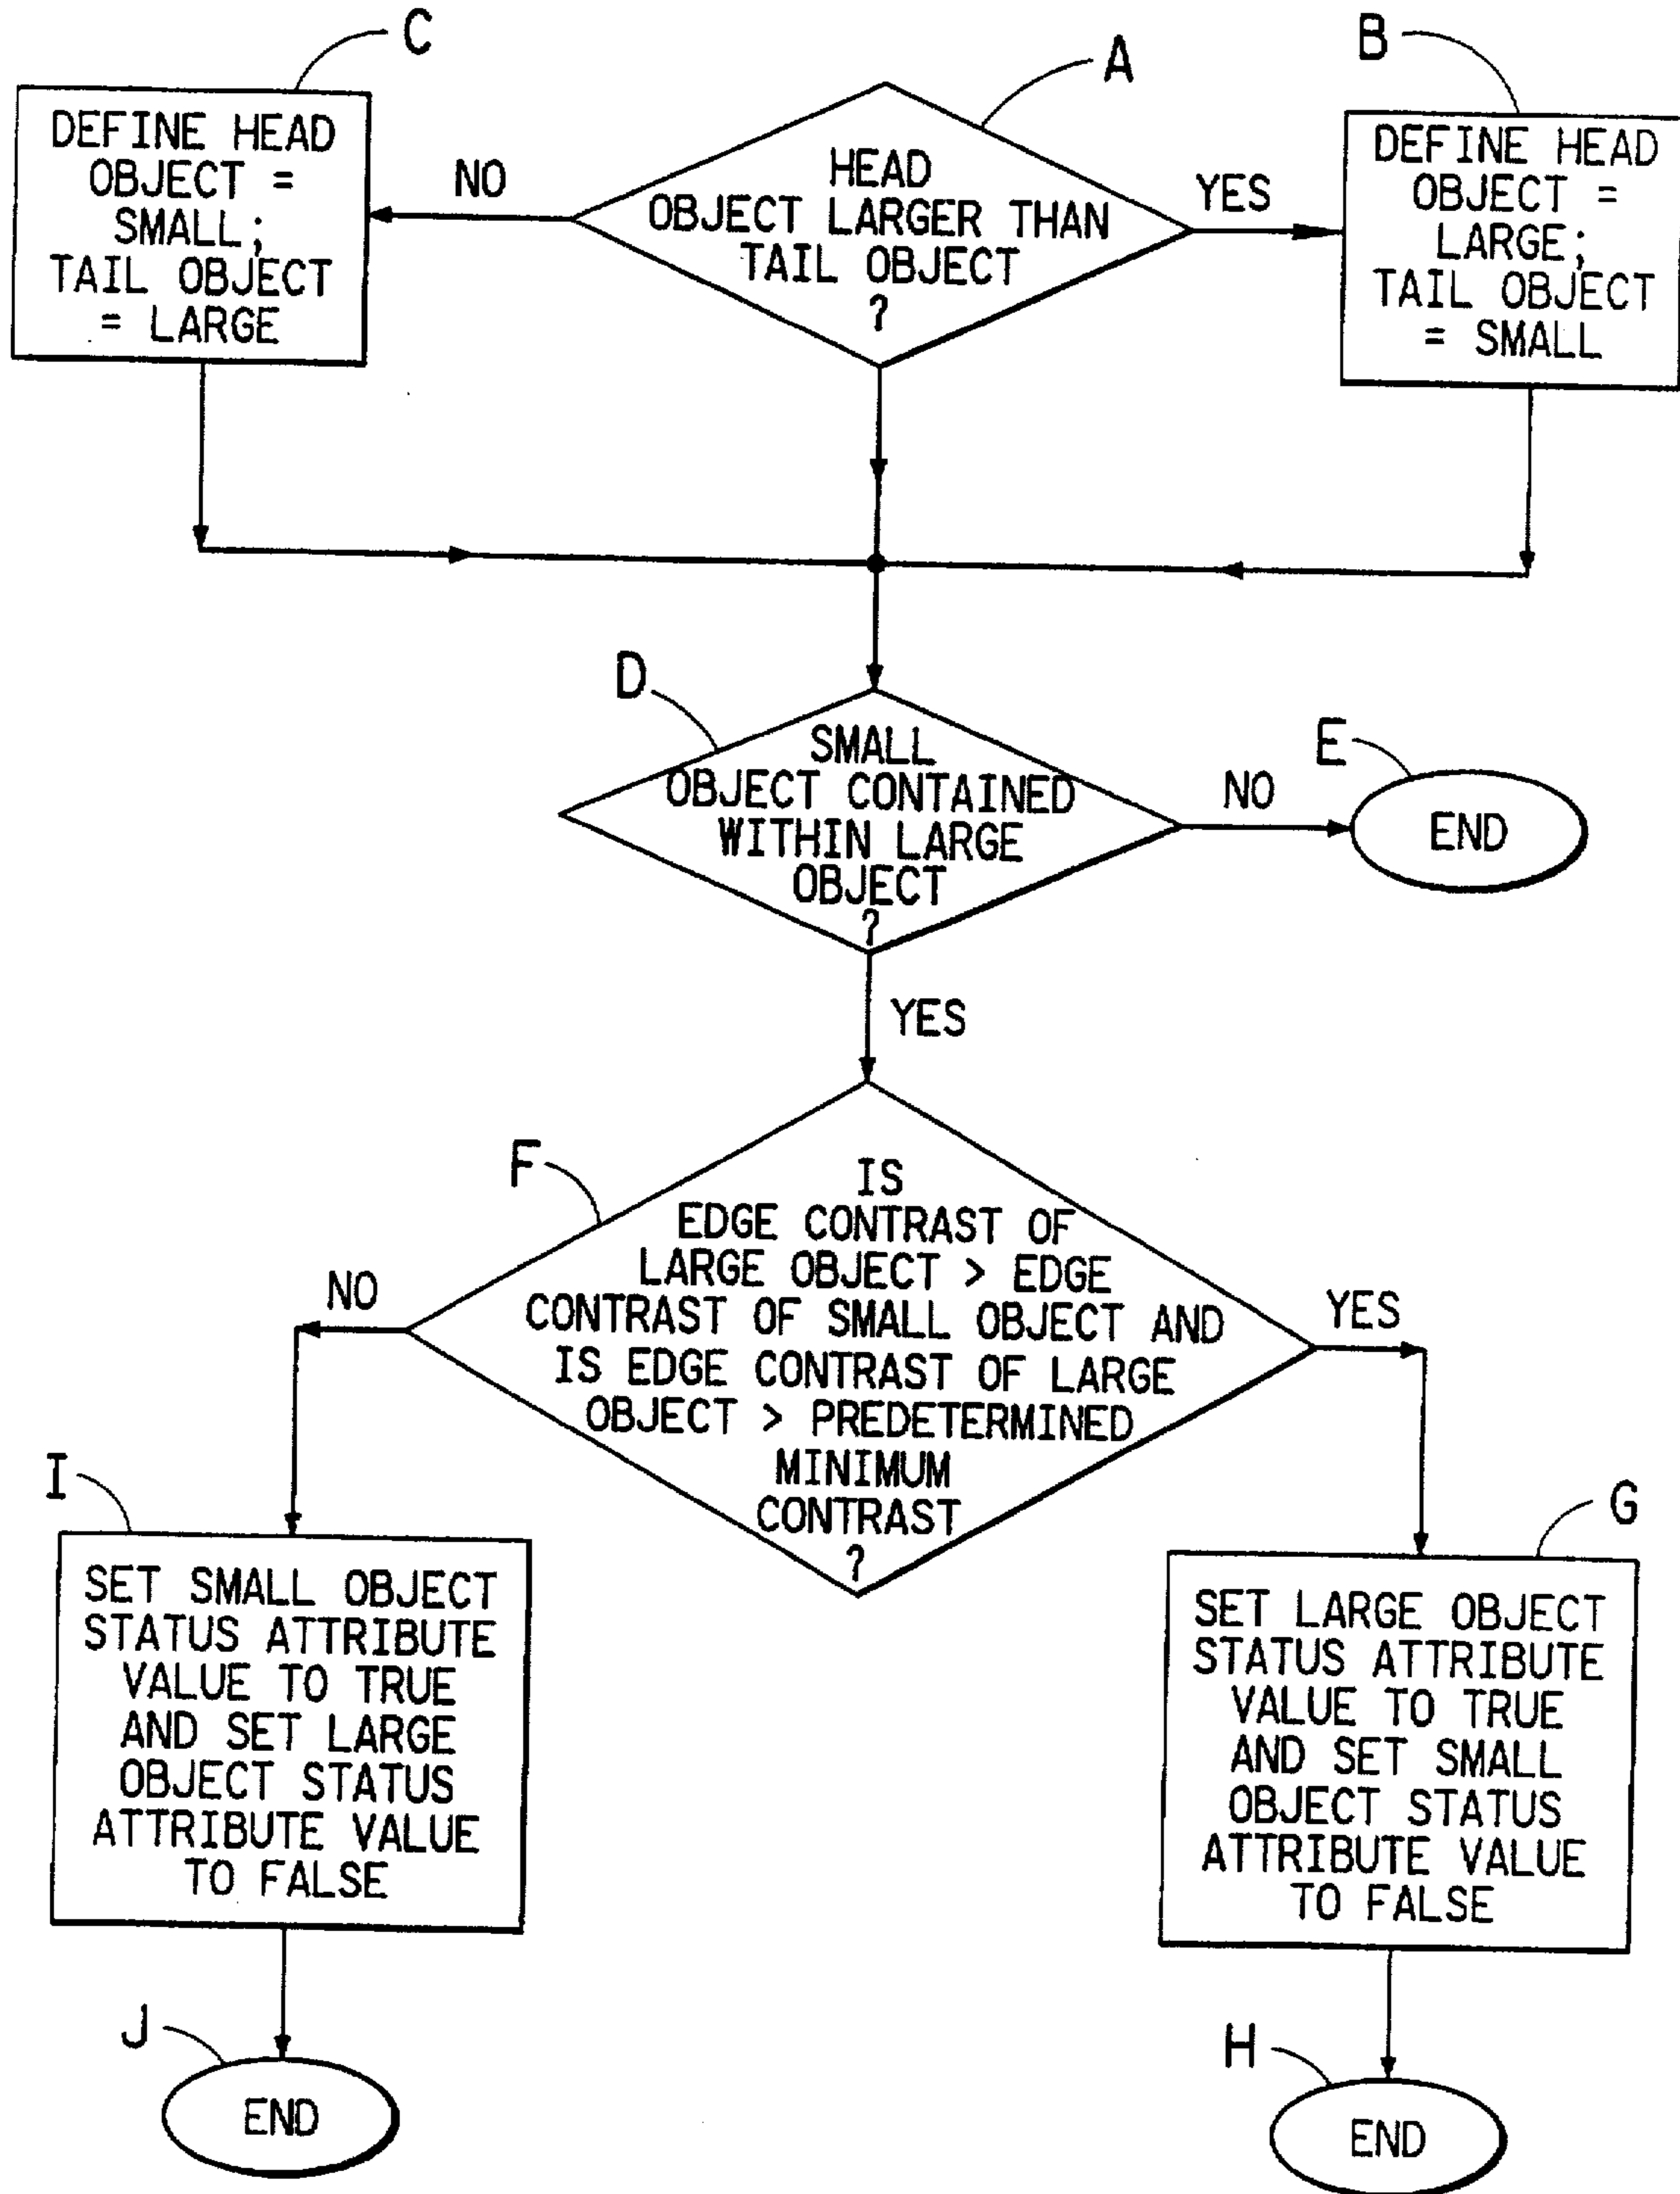 C
A
B
DEFINE HEAD
OBJECT =
SMALL;
TAIL OBJECT
= LARGE
NO
HEAD
OBJECT LARGER THAN
TAIL OBJECT
?
YES
DEFINE HEAD
OBJECT =
LARGE;
TAIL OBJECT
= SMALL
D
SMALL
OBJECT CONTAINED
WITHIN LARGE
OBJECT
?
NO
E
END
YES
F
IS
EDGE CONTRAST OF
LARGE OBJECT > EDGE
CONTRAST OF SMALL OBJECT AND
IS EDGE CONTRAST OF LARGE
OBJECT > PREDETERMINED
MINIMUM
CONTRAST
?
NO
YES
I
SET SMALL OBJECT
STATUS ATTRIBUTE
VALUE TO TRUE
AND SET LARGE
OBJECT STATUS
ATTRIBUTE VALUE
TO FALSE
G
SET LARGE OBJECT
STATUS ATTRIBUTE
VALUE TO TRUE
AND SET SMALL
OBJECT STATUS
ATTRIBUTE VALUE
TO FALSE
J
END
H
END